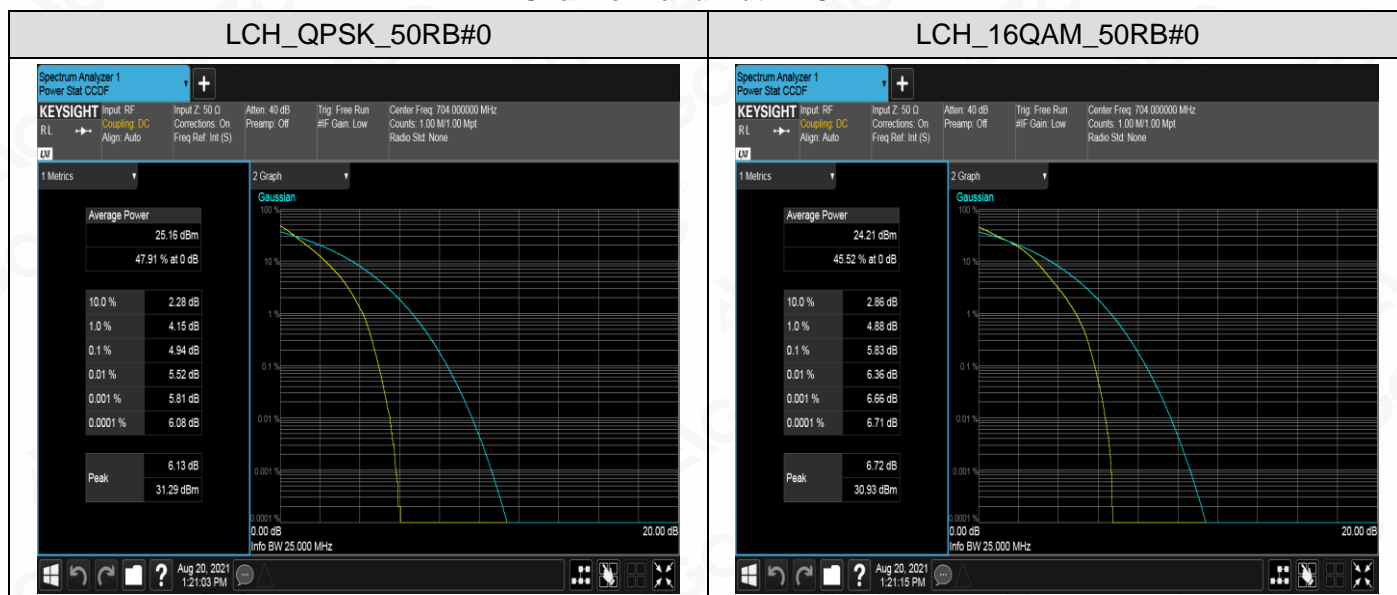 LCH_QPSK_50RB#0
Spectrum Analyzer 1
Power Stat CCDF
KEYSIGHT
RL
LXI
Input: RF
Coupling: DC
Align: Auto
Input Z: 50 Ω
Corrections: On
Freq Ref: Int (S)
Atten: 40 dB
Preamp: Off
Trig: Free Run
#IF Gain: Low
Center Freq: 704.000000 MHz
Counts: 1.00 M/1.00 Mpt
Radio Std: None
1 Metrics
Average Power
25.16 dBm
47.91 % at 0 dB
10.0 % 2.28 dB
1.0 % 4.15 dB
0.1 % 4.94 dB
0.01 % 5.52 dB
0.001 % 5.81 dB
0.0001 % 6.08 dB
Peak
6.13 dB
31.29 dBm
2 Graph
Gaussian
100 %
10 %
1 %
0.1 %
0.01 %
0.001 %
0.0001 %
0.00 dB 20.00 dB
Info BW 25.000 MHz
Aug 20, 2021
1:21:03 PM
LCH_16QAM_50RB#0
Spectrum Analyzer 1
Power Stat CCDF
KEYSIGHT
RL
LXI
Input: RF
Coupling: DC
Align: Auto
Input Z: 50 Ω
Corrections: On
Freq Ref: Int (S)
Atten: 40 dB
Preamp: Off
Trig: Free Run
#IF Gain: Low
Center Freq: 704.000000 MHz
Counts: 1.00 M/1.00 Mpt
Radio Std: None
1 Metrics
Average Power
24.21 dBm
45.52 % at 0 dB
10.0 % 2.86 dB
1.0 % 4.88 dB
0.1 % 5.83 dB
0.01 % 6.36 dB
0.001 % 6.66 dB
0.0001 % 6.71 dB
Peak
6.72 dB
30.93 dBm
2 Graph
Gaussian
100 %
10 %
1 %
0.1 %
0.01 %
0.001 %
0.0001 %
0.00 dB 20.00 dB
Info BW 25.000 MHz
Aug 20, 2021
1:21:15 PM